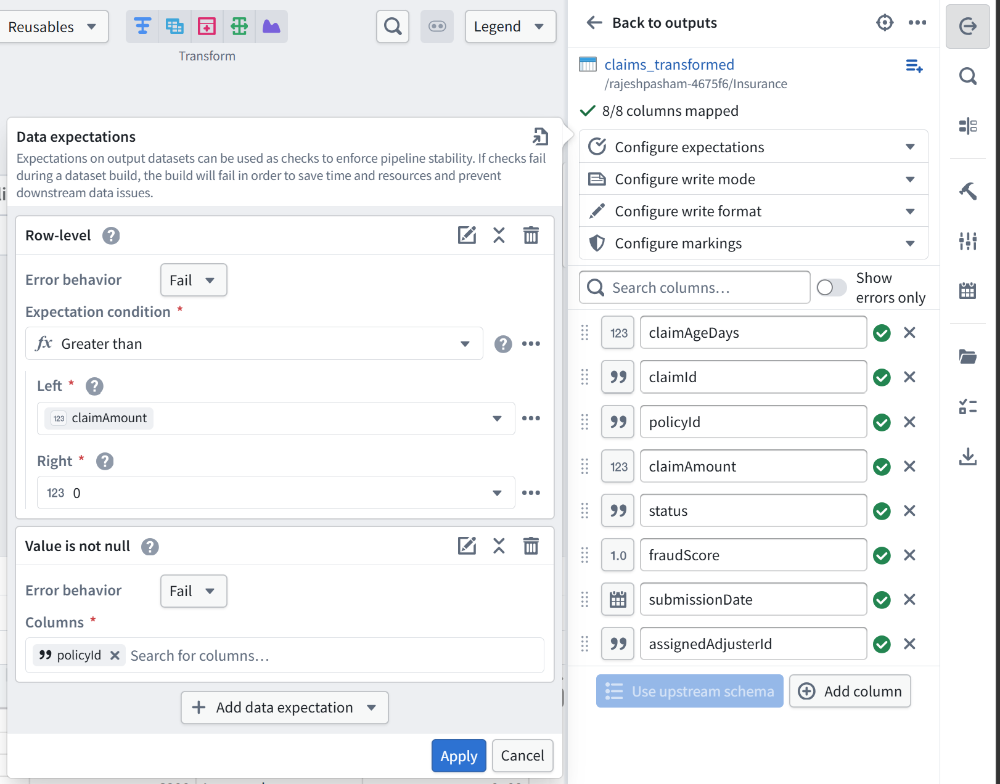 Reusables
Transform
Legend
Data expectations
Expectations on output datasets can be used as checks to enforce pipeline stability. If checks fail
during a dataset build, the build will fail in order to save time and resources and prevent
downstream data issues.
Row-level
Error behavior Fail
Expectation condition *
fx Greater than
Left *
123 claimAmount
Right *
123 0
Value is not null
Error behavior Fail
Columns *
policyId Search for columns…
Add data expectation
Apply Cancel
Back to outputs
claims_transformed
/rajeshpasham-4675f6/Insurance
8/8 columns mapped
Configure expectations
Configure write mode
Configure write format
Configure markings
Search columns…
Show
errors only
123 claimAgeDays
claimId
policyId
123 claimAmount
status
1.0 fraudScore
submissionDate
assignedAdjusterId
Use upstream schema
Add column